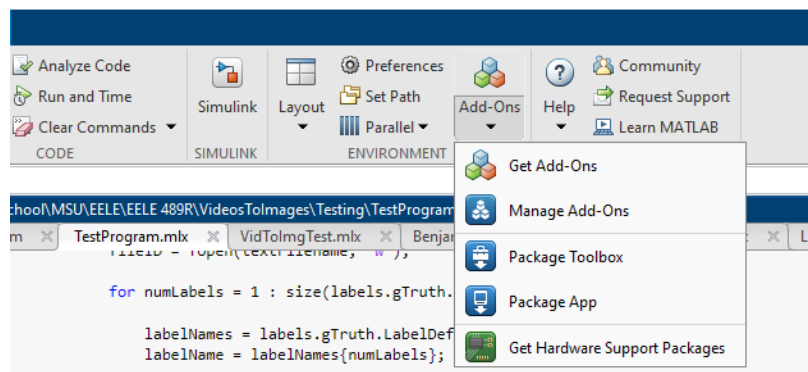 Analyze Code
Run and Time
Clear Commands
CODE
Simulink
SIMULINK
Layout
Preferences
Set Path
Parallel
ENVIRONMENT
Add-Ons
Help
Community
Request Support
Learn MATLAB
Get Add-Ons
Manage Add-Ons
Package Toolbox
Package App
Get Hardware Support Packages
chool\MSU\EELE\EELE 489R\VideosToImages\Testing\TestProgram
m TestProgram.mlx VidToImgTest.mlx Benjar L
for numLabels = 1 : size(labels.gTruth.
labelNames = labels.gTruth.LabelDef
labelName = labelNames{numLabels};